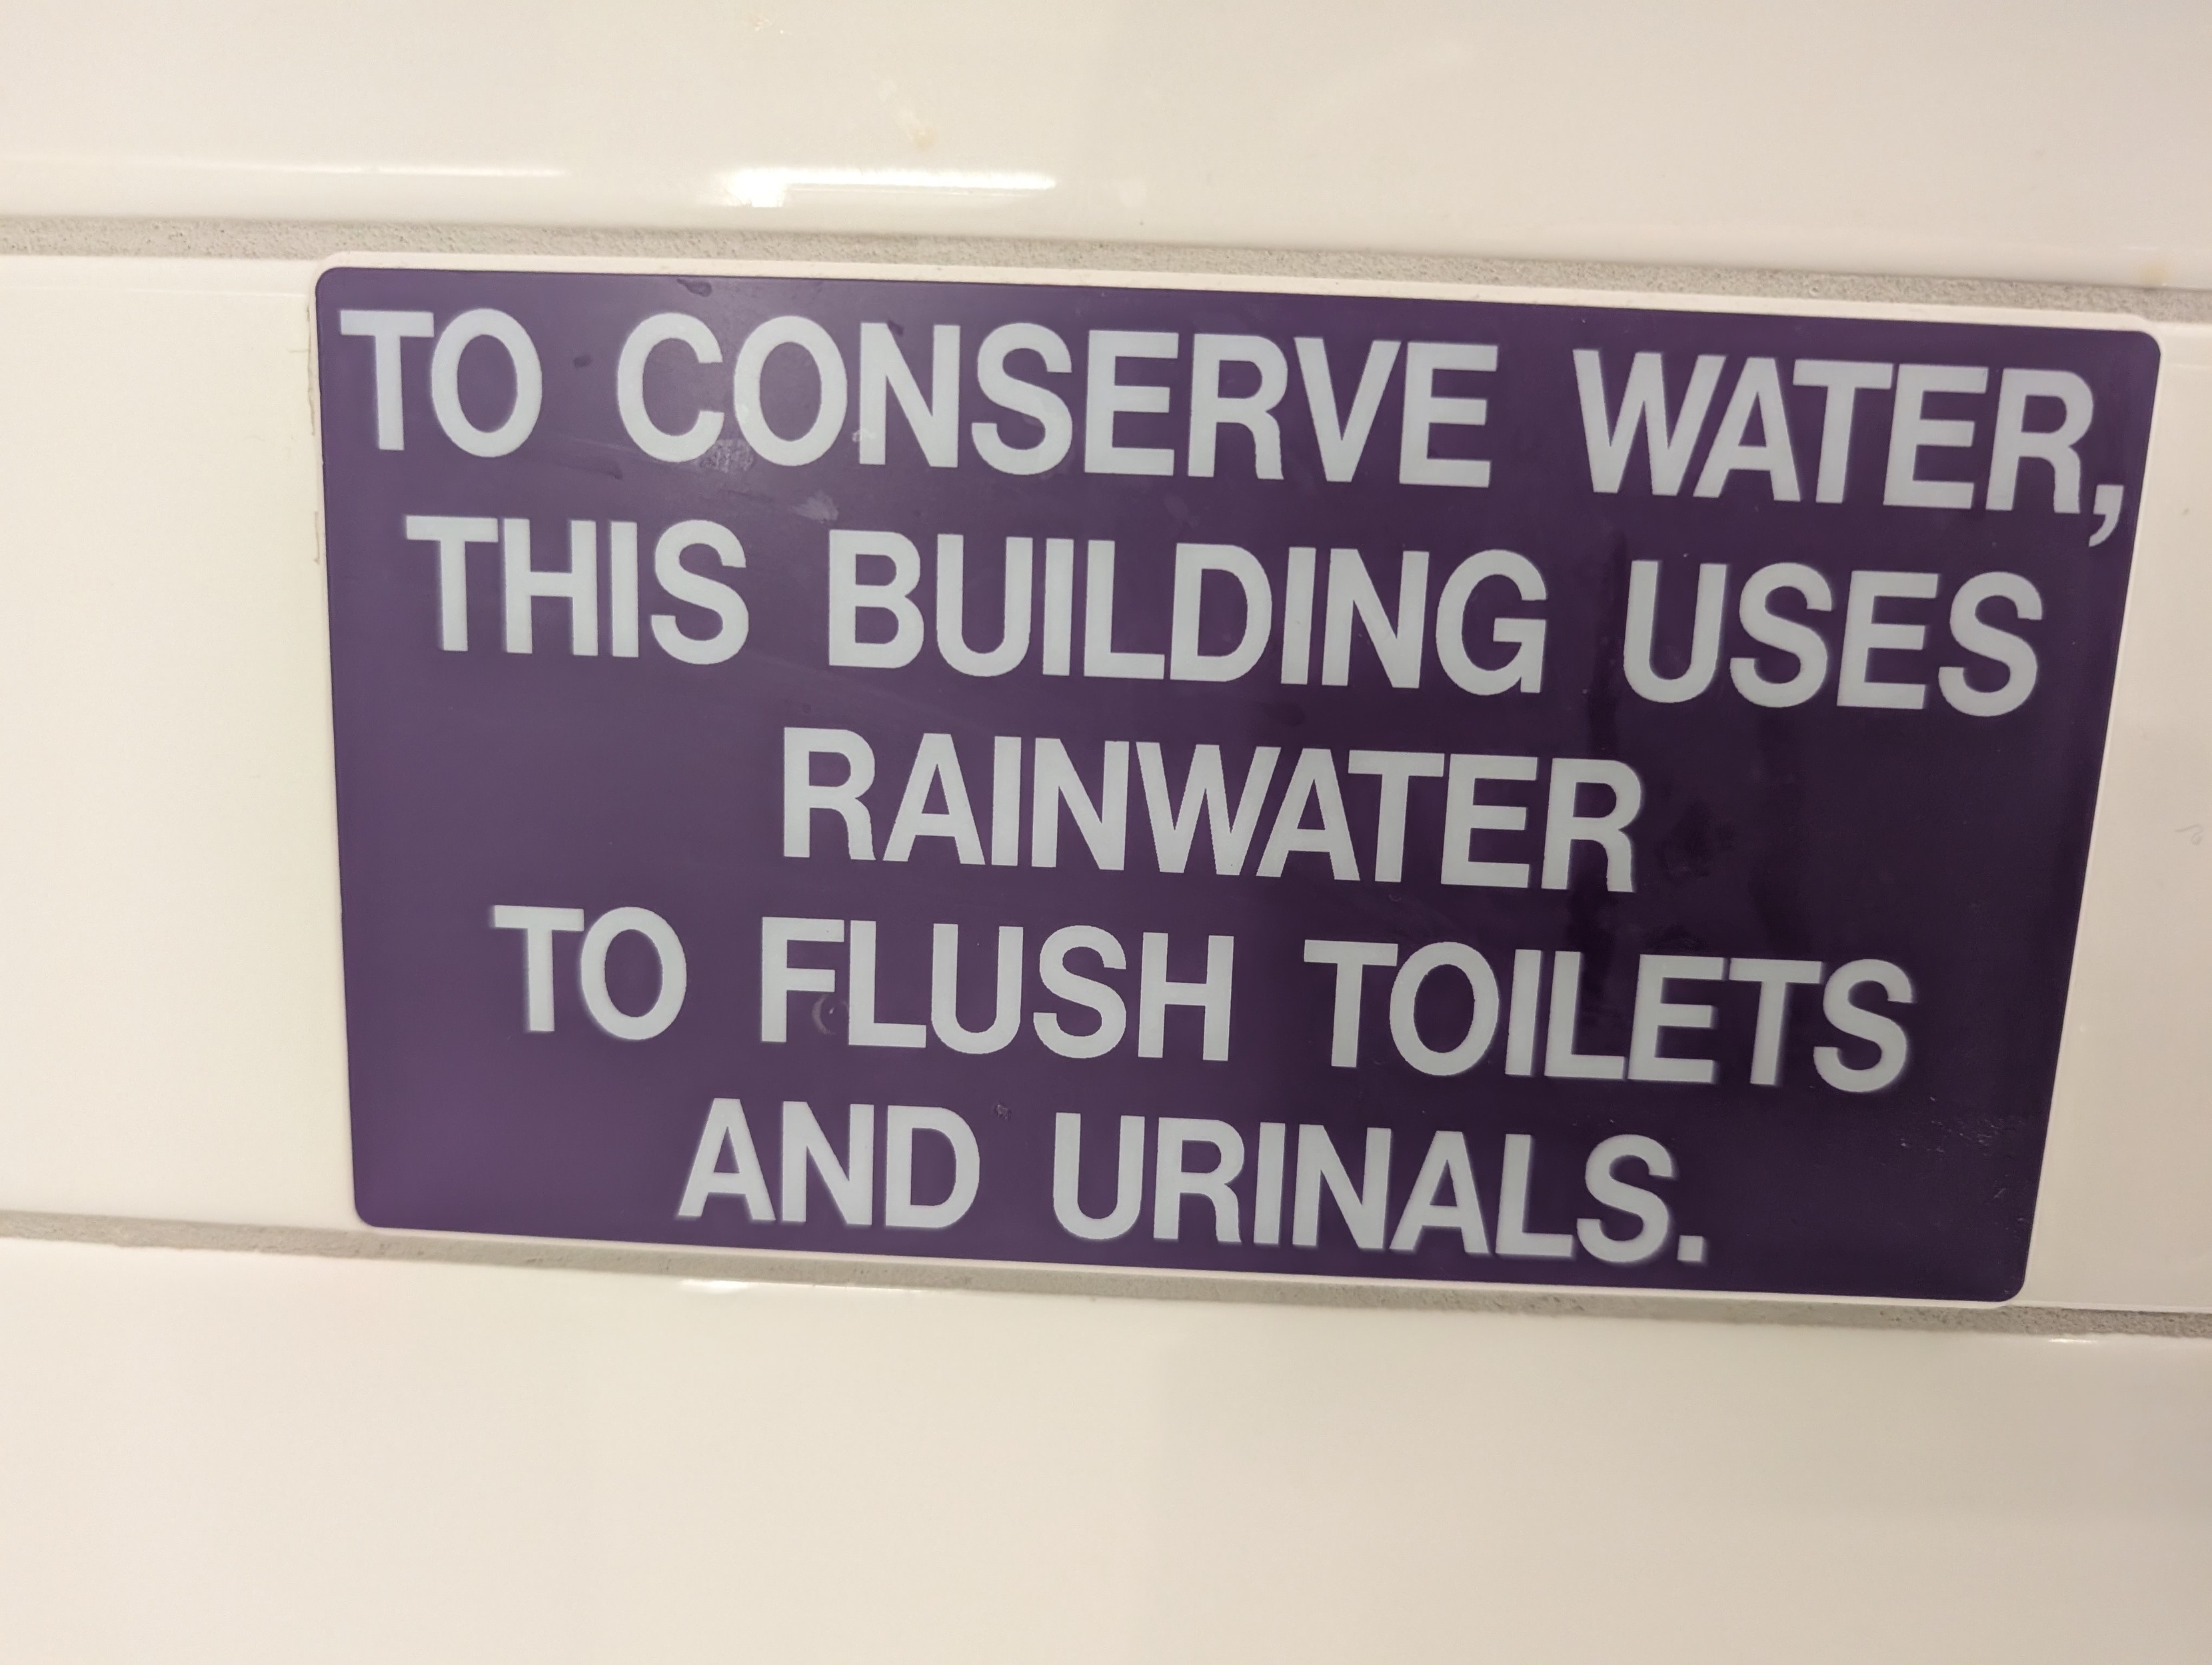 TO CONSERVE WATER,
THIS BUILDING USES
RAINWATER
TO FLUSH TOILETS
AND URINALS.